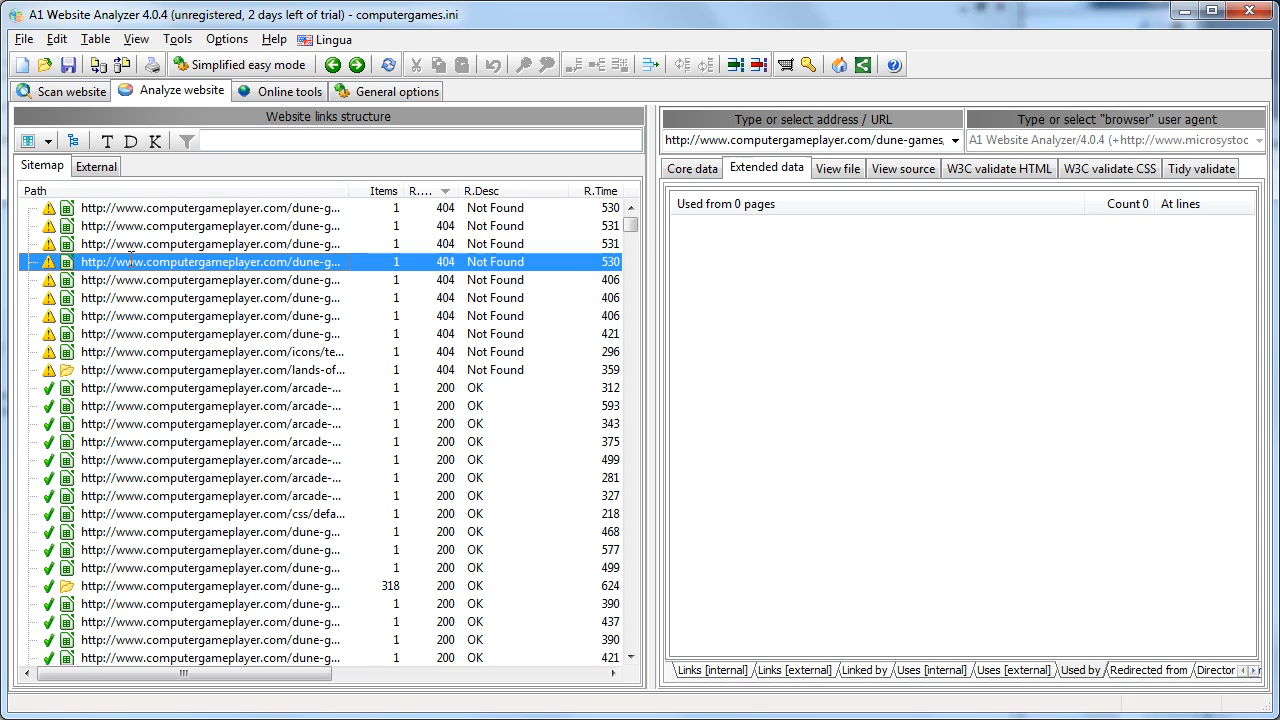 A1 Website Analyzer 4.0.4 (unregistered, 2 days left of trial) - computergames.ini
File Edit Table View Tools Options Help Lingua
Simplified easy mode
Scan website Analyze website Online tools General options
Website links structure
T D K
Sitemap External
Path Items R.... R.Desc R.Time
http://www.computergameplayer.com/dune-g... 1 404 Not Found 530
http://www.computergameplayer.com/dune-g... 1 404 Not Found 531
http://www.computergameplayer.com/dune-g... 1 404 Not Found 531
http://www.computergameplayer.com/dune-g... 1 404 Not Found 530
http://www.computergameplayer.com/dune-g... 1 404 Not Found 406
http://www.computergameplayer.com/dune-g... 1 404 Not Found 406
http://www.computergameplayer.com/dune-g... 1 404 Not Found 406
http://www.computergameplayer.com/dune-g... 1 404 Not Found 421
http://www.computergameplayer.com/icons/te... 1 404 Not Found 296
http://www.computergameplayer.com/lands-of... 1 404 Not Found 359
http://www.computergameplayer.com/arcade-... 1 200 OK 312
http://www.computergameplayer.com/arcade-... 1 200 OK 593
http://www.computergameplayer.com/arcade-... 1 200 OK 343
http://www.computergameplayer.com/arcade-... 1 200 OK 375
http://www.computergameplayer.com/arcade-... 1 200 OK 499
http://www.computergameplayer.com/arcade-... 1 200 OK 281
http://www.computergameplayer.com/arcade-... 1 200 OK 327
http://www.computergameplayer.com/css/defa... 1 200 OK 218
http://www.computergameplayer.com/dune-g... 1 200 OK 468
http://www.computergameplayer.com/dune-g... 1 200 OK 577
http://www.computergameplayer.com/dune-g... 1 200 OK 499
http://www.computergameplayer.com/dune-g... 318 200 OK 624
http://www.computergameplayer.com/dune-g... 1 200 OK 390
http://www.computergameplayer.com/dune-g... 1 200 OK 437
http://www.computergameplayer.com/dune-g... 1 200 OK 390
http://www.computergameplayer.com/dune-g... 1 200 OK 421
Type or select address / URL Type or select "browser" user agent
http://www.computergameplayer.com/dune-games, A1 Website Analyzer/4.0.4 (+http://www.microsystoc
Core data Extended data View file View source W3C validate HTML W3C validate CSS Tidy validate
Used from 0 pages Count 0 At lines
Links [internal] Links [external] Linked by Uses [internal] Uses [external] Used by Redirected from Director